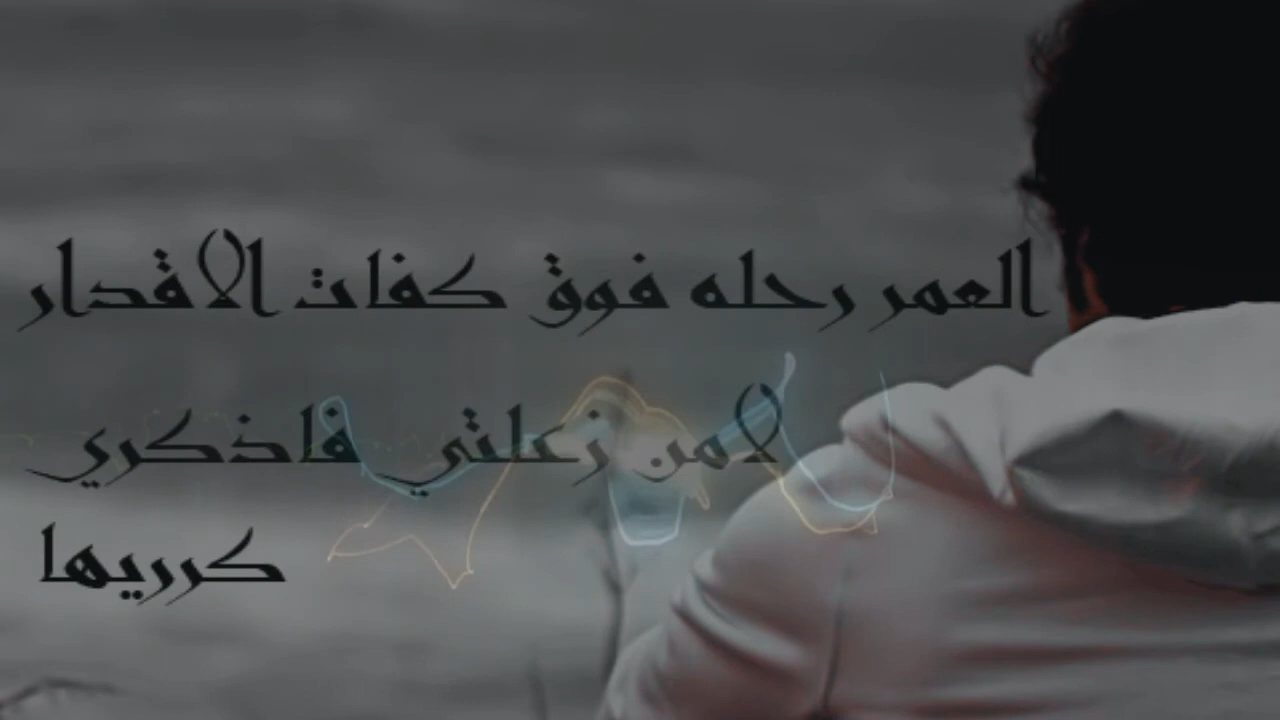 العمر رحله فوق كفات الاقدار
لامن زعلتي فاذكري
كرريها